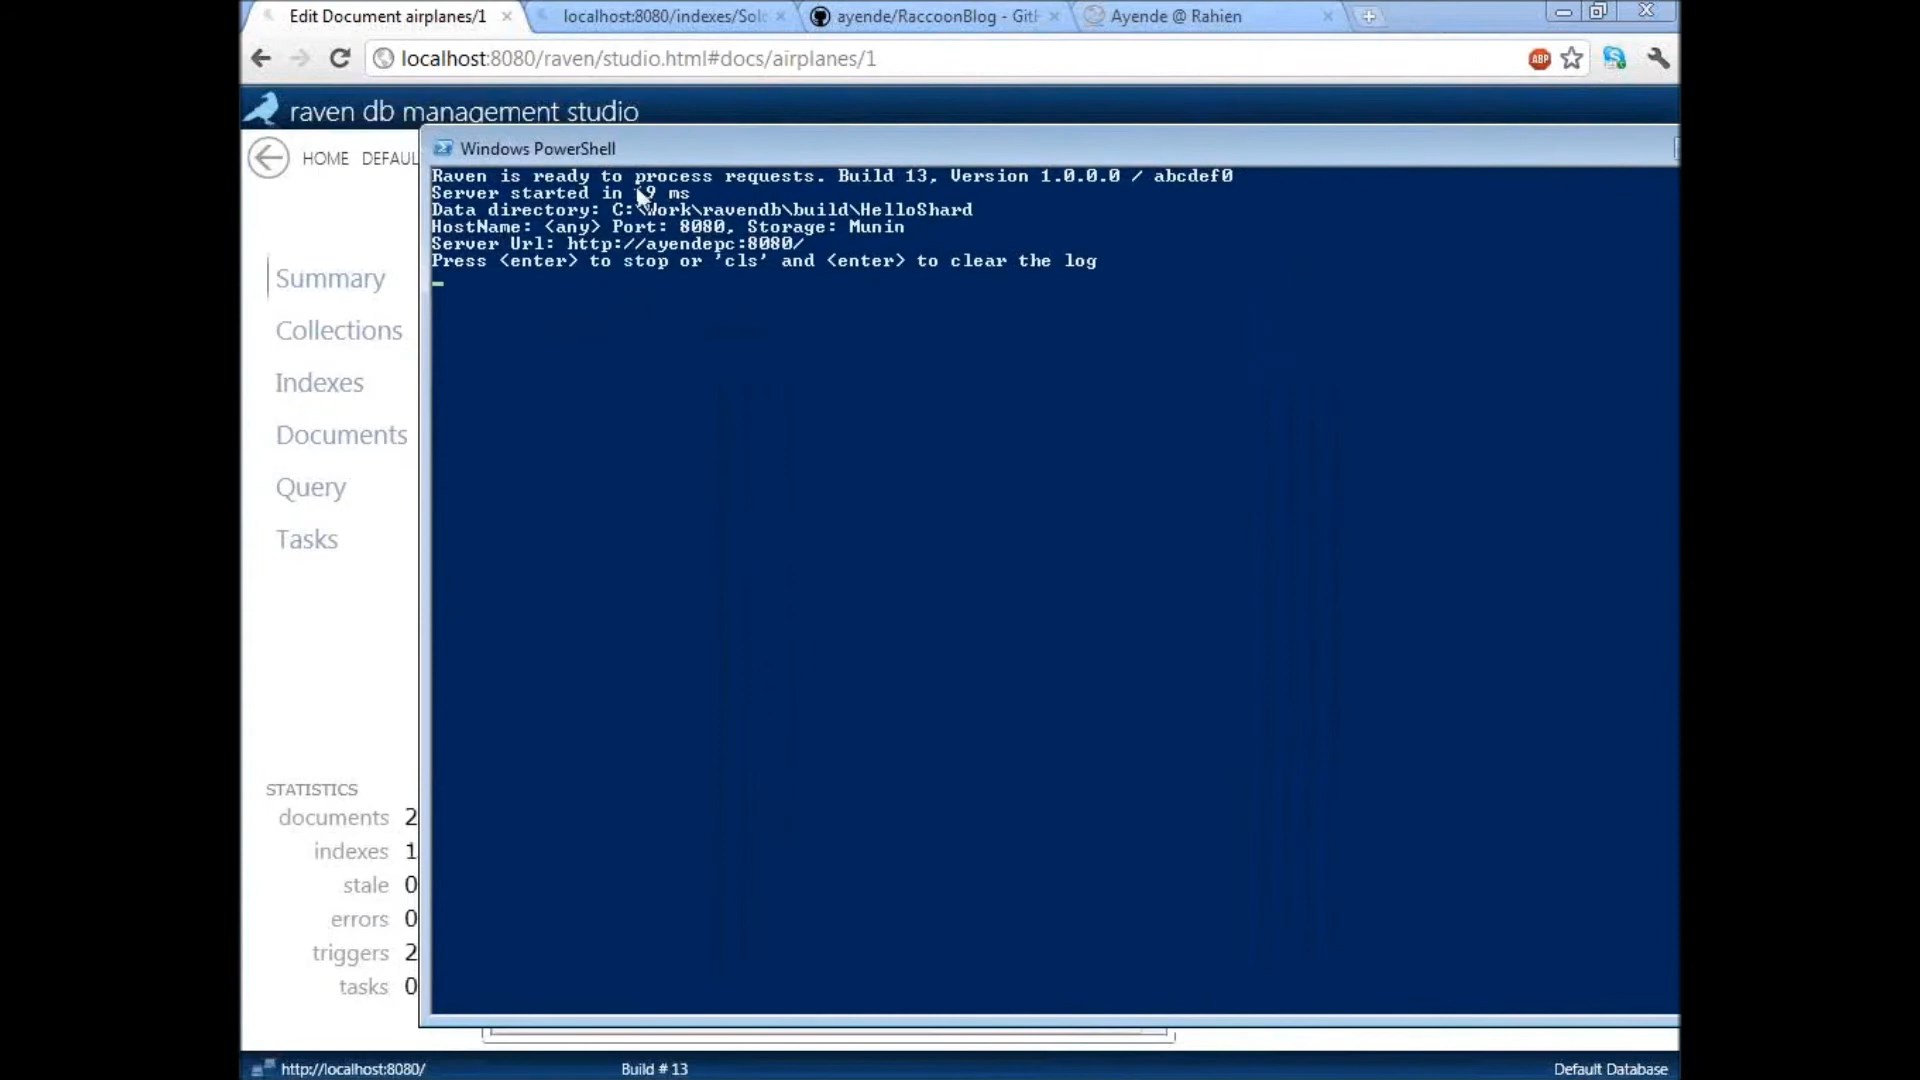 Edit Document airplanes/1
localhost:8080/indexes/Solo
ayende/RaccoonBlog - GitH
Ayende @ Rahien
localhost:8080/raven/studio.html#docs/airplanes/1
ABP
raven db management studio
HOME DEFAUL
Windows PowerShell
Raven is ready to process requests. Build 13, Version 1.0.0.0 / abcdef0
Server started in 9 ms
Data directory: C:\Work\ravendb\build\HelloShard
HostName: <any> Port: 8080, Storage: Munin
Server Url: http://ayendepc:8080/
Press <enter> to stop or 'cls' and <enter> to clear the log
Summary
Collections
Indexes
Documents
Query
Tasks
STATISTICS
documents 2
indexes 1
stale 0
errors 0
triggers 2
tasks 0
http://localhost:8080/
Build # 13
Default Database